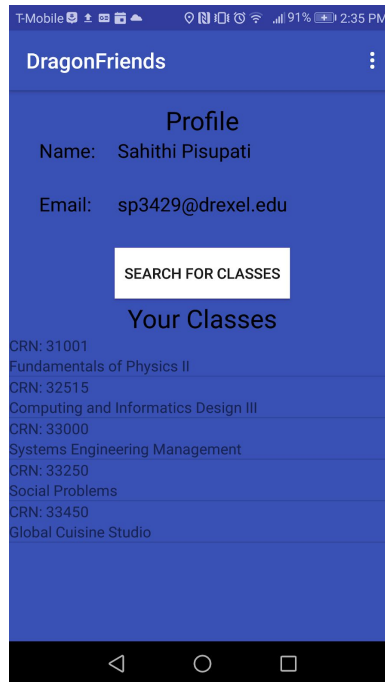 T-Mobile 91% 2:35 PM
DragonFriends
Profile
Name: Sahithi Pisupati
Email: sp3429@drexel.edu
SEARCH FOR CLASSES
Your Classes
CRN: 31001
Fundamentals of Physics II
CRN: 32515
Computing and Informatics Design III
CRN: 33000
Systems Engineering Management
CRN: 33250
Social Problems
CRN: 33450
Global Cuisine Studio